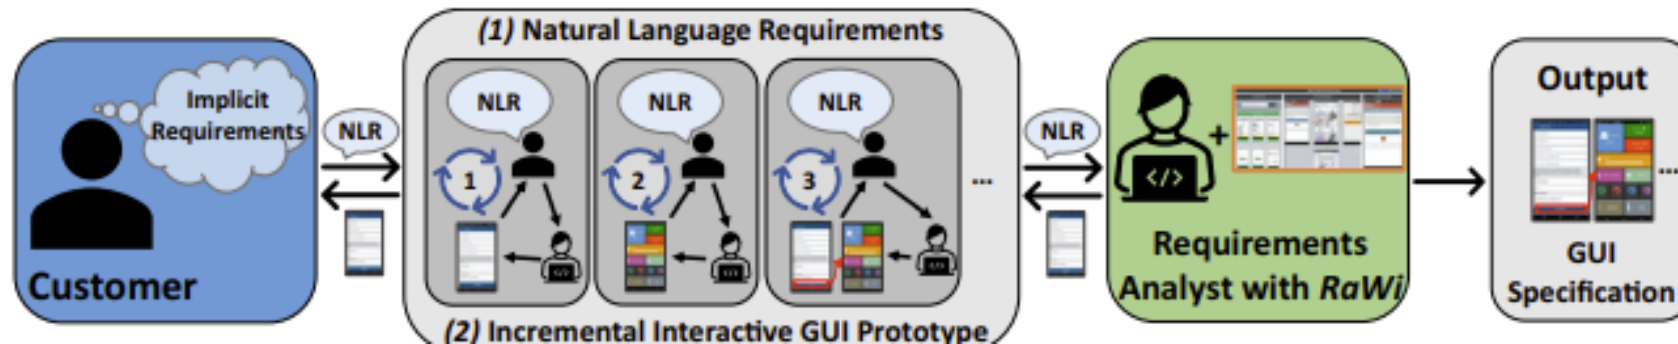 Implicit
Requirements
Customer
NLR
(1) Natural Language Requirements
NLR
1
NLR
2
NLR
3
...
(2) Incremental Interactive GUI Prototype
NLR
+
</>
Requirements
Analyst with RaWi
Output
...
GUI
Specification